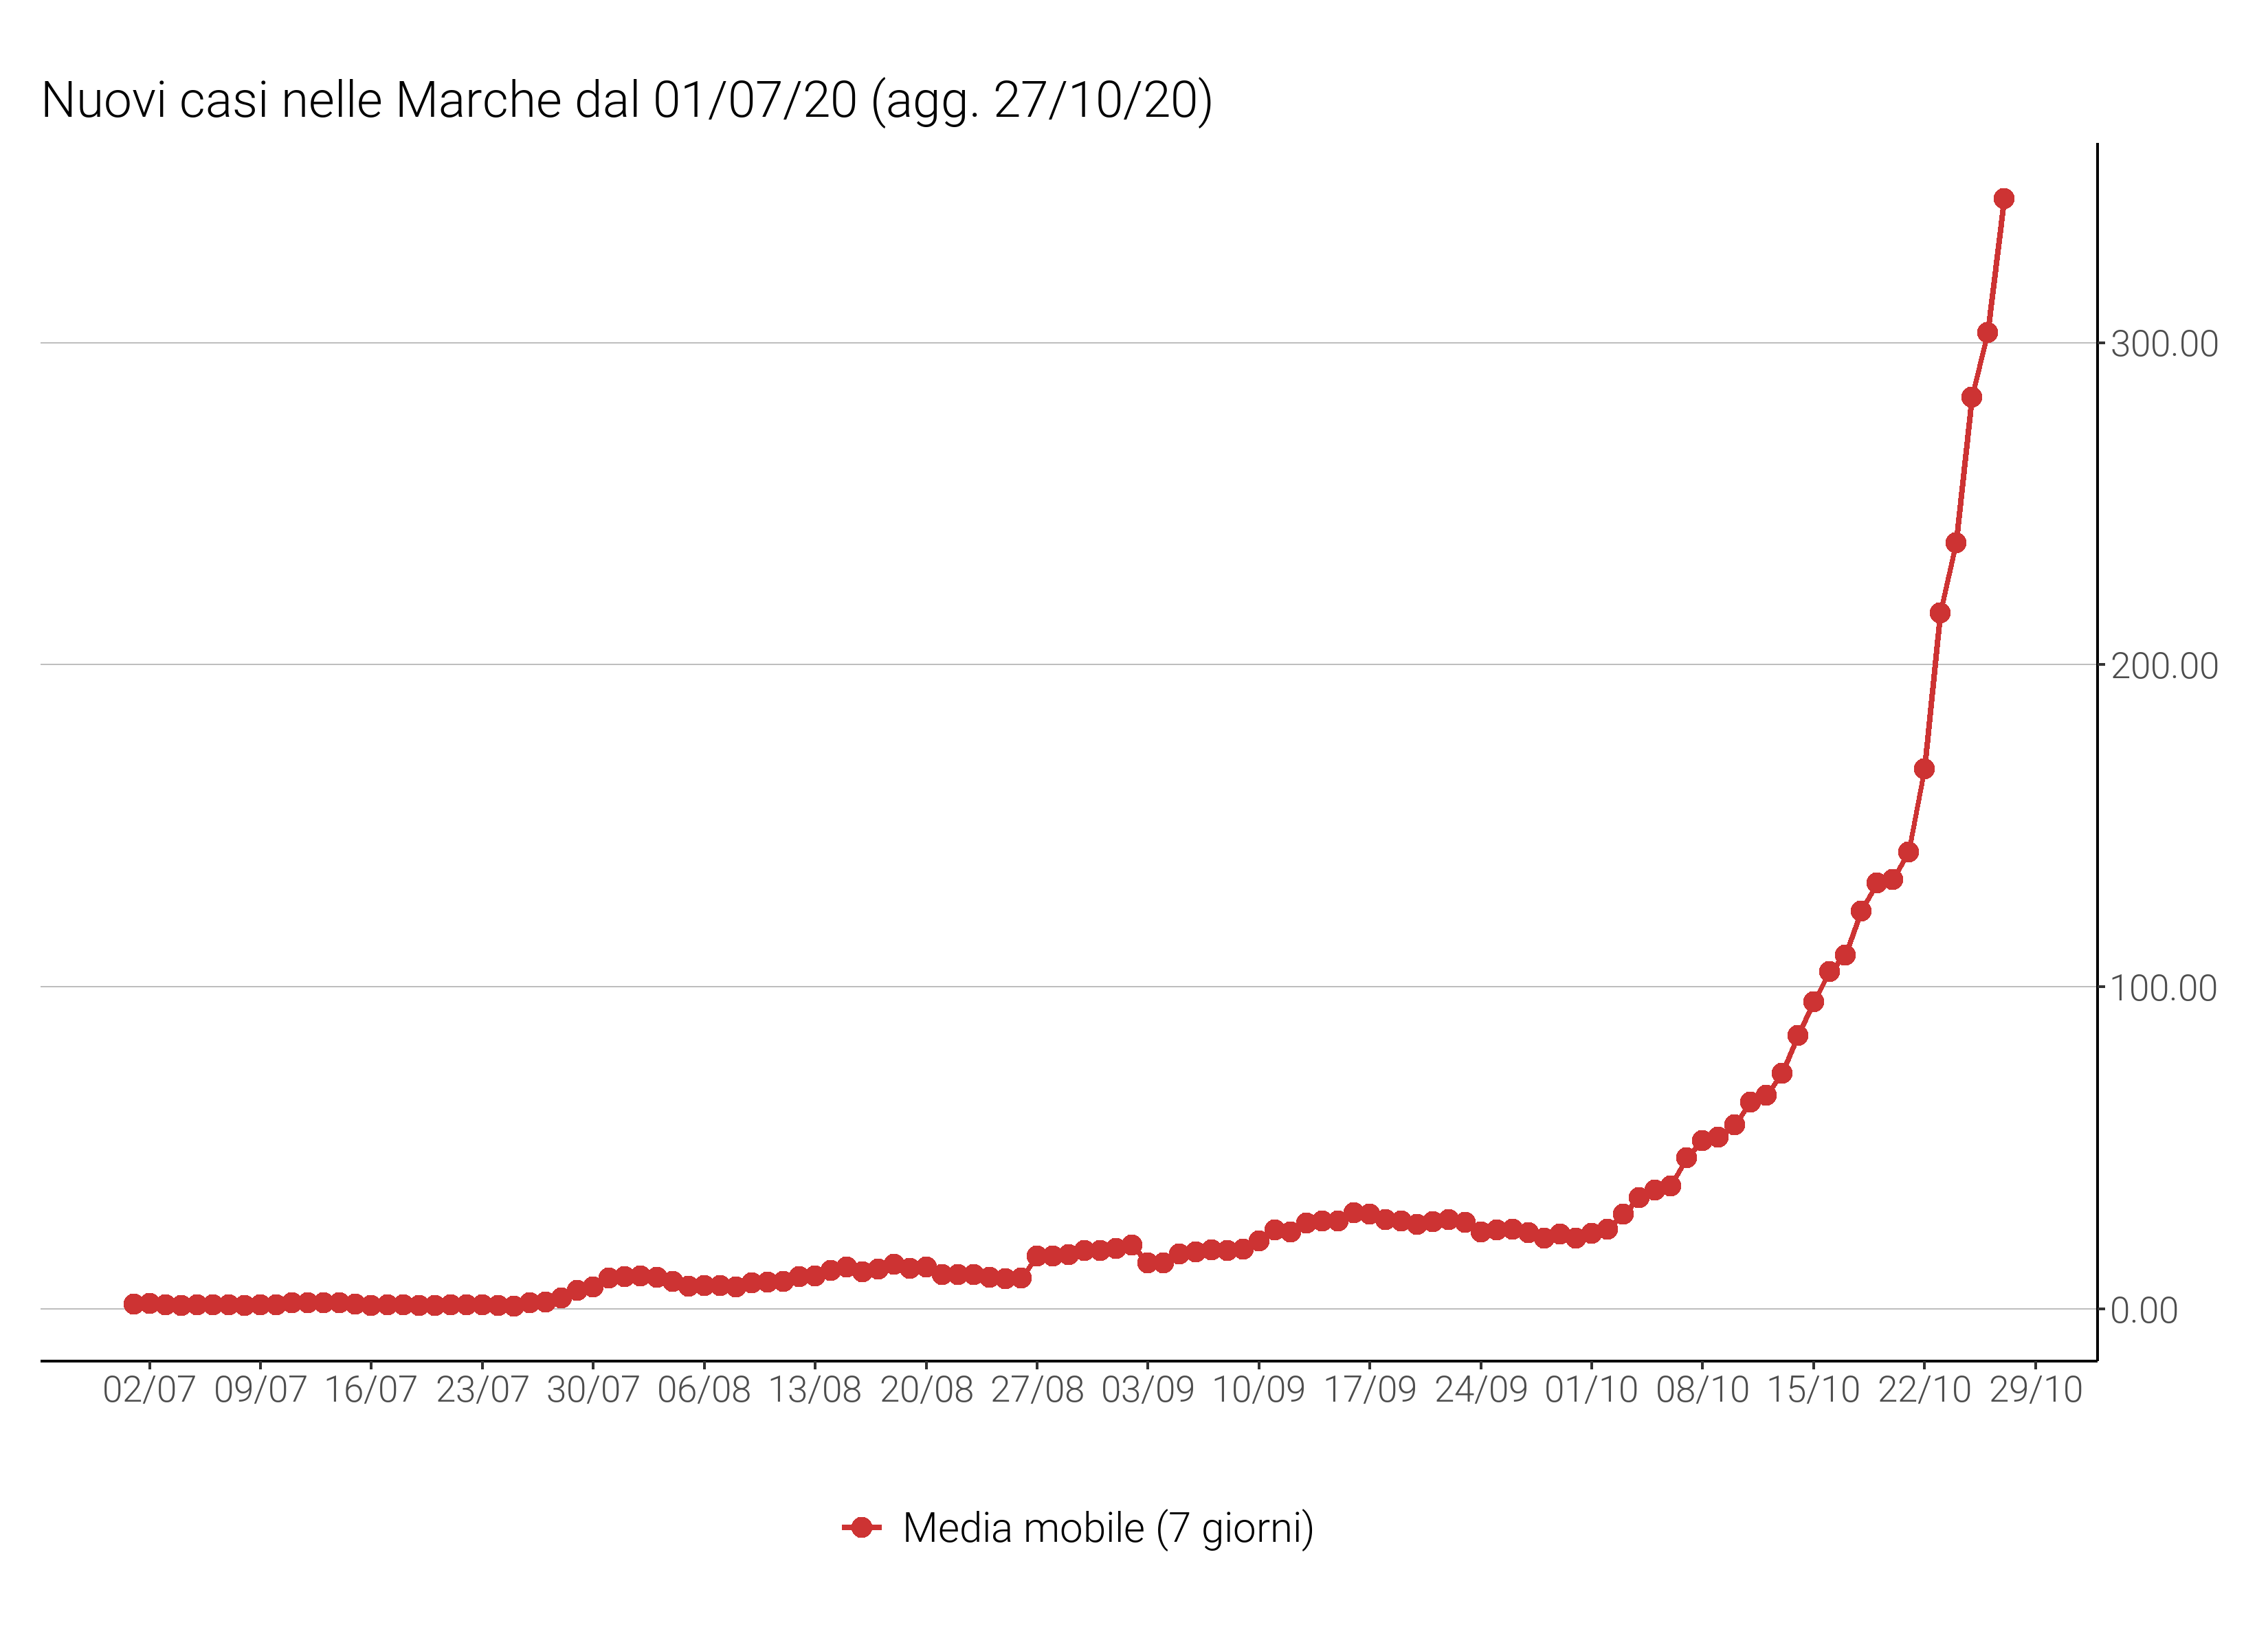 Nuovi casi nelle Marche dal 01/07/20 (agg. 27/10/20)
300.00
200.00
100.00
0.00
02/07 09/07 16/07 23/07 30/07 06/08 13/08 20/08 27/08 03/09 10/09 17/09 24/09 01/10 08/10 15/10 22/10 29/10
Media mobile (7 giorni)